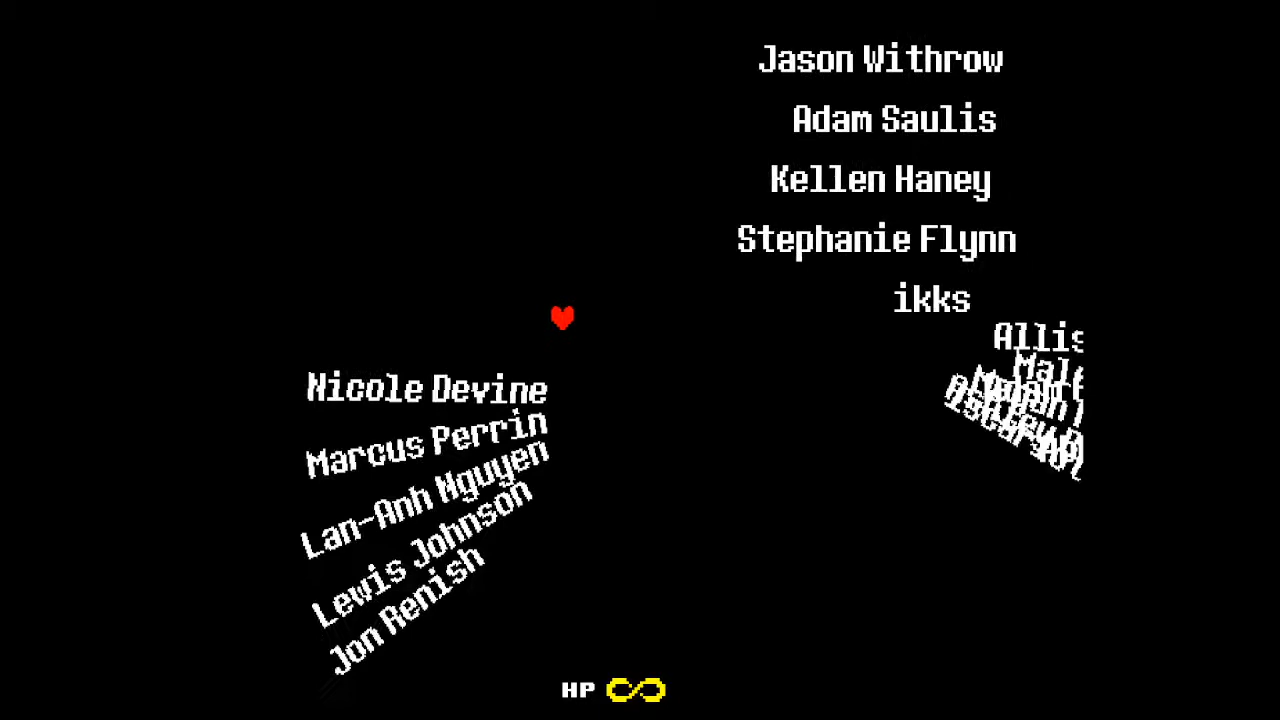 Jason Withrow
Adam Saulis
Kellen Haney
Stephanie Flynn
ikks
Allis
Nicole Devine
Marcus Perrin
Lan-Anh Nguyen
Lewis Johnson
Jon Renish
HP ∞